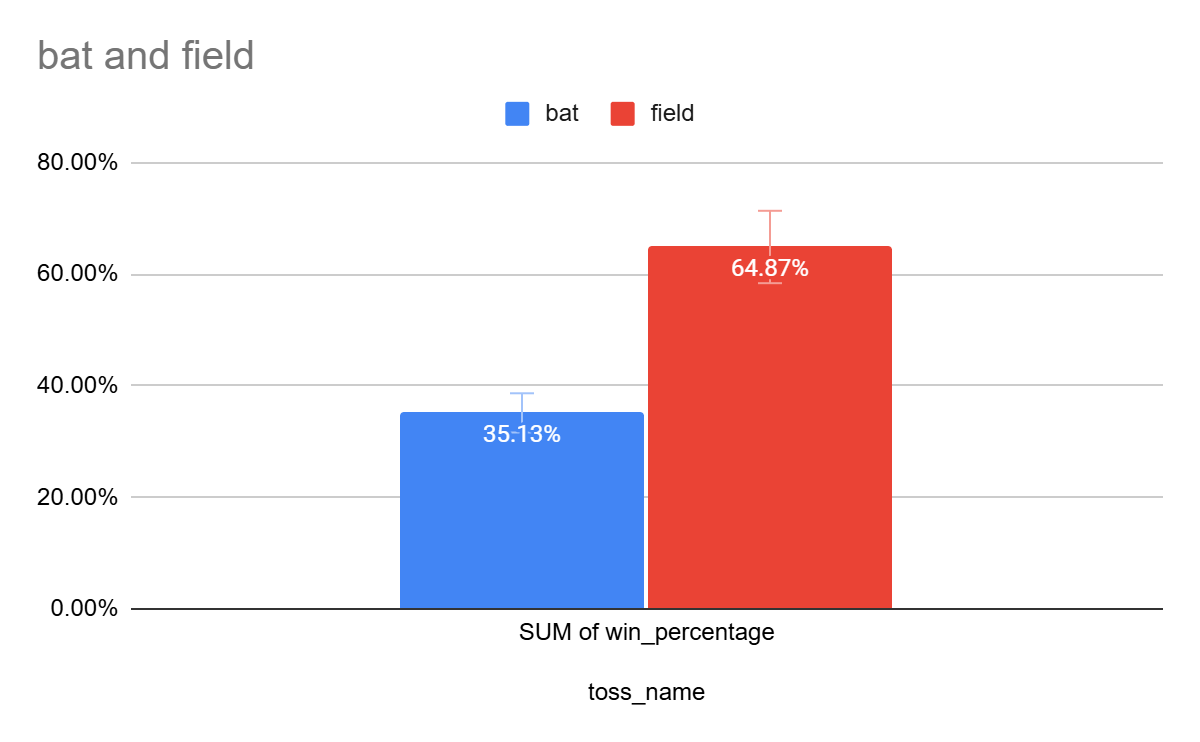 bat and field
bat field
80.00%
60.00%
40.00%
20.00%
0.00%
35.13%
64.87%
SUM of win_percentage
toss_name